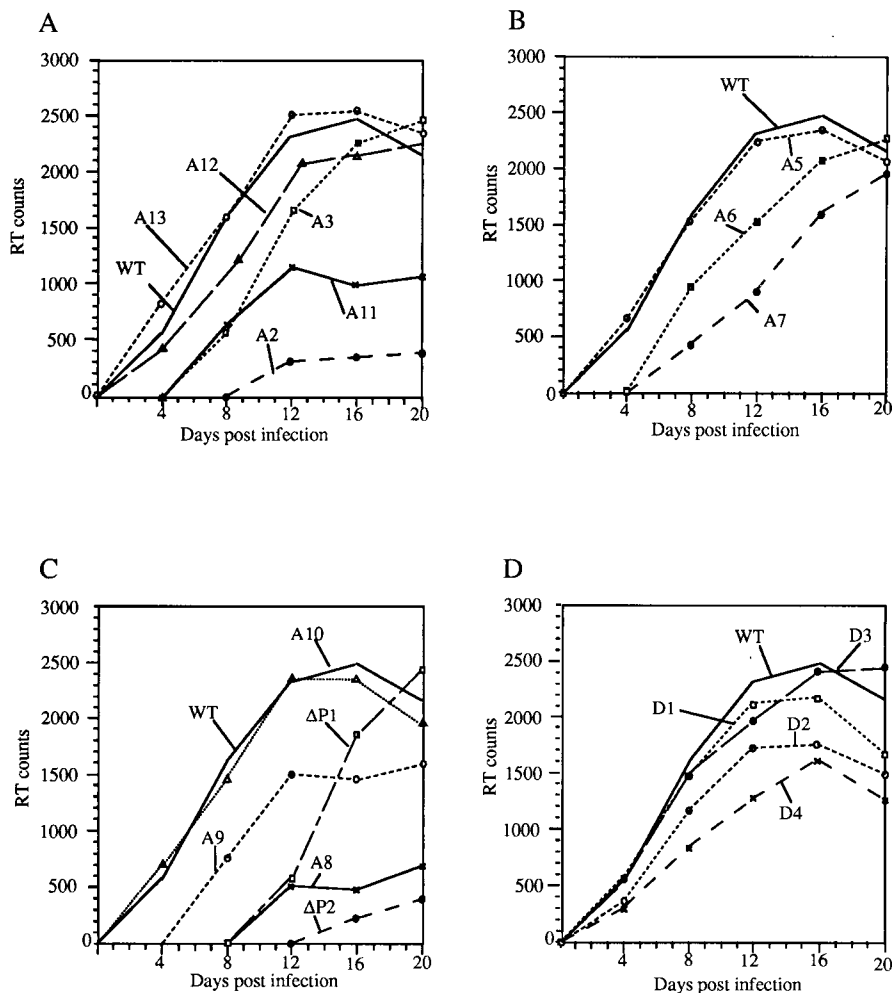 A
3000
2500
2000
1500
1000
500
0
RT counts
A12
A13
WT
A3
A11
A2
4
8
12
16
20
Days post infection
B
3000
2500
2000
1500
1000
500
0
RT counts
WT
A5
A6
A7
4
8
12
16
20
Days post infection
C
3000
2500
2000
1500
1000
500
0
RT counts
A10
WT
ΔP1
A9
A8
ΔP2
4
8
12
16
20
Days post infection
D
3000
2500
2000
1500
1000
500
0
RT counts
WT
D3
D1
D2
D4
4
8
12
16
20
Days post infection